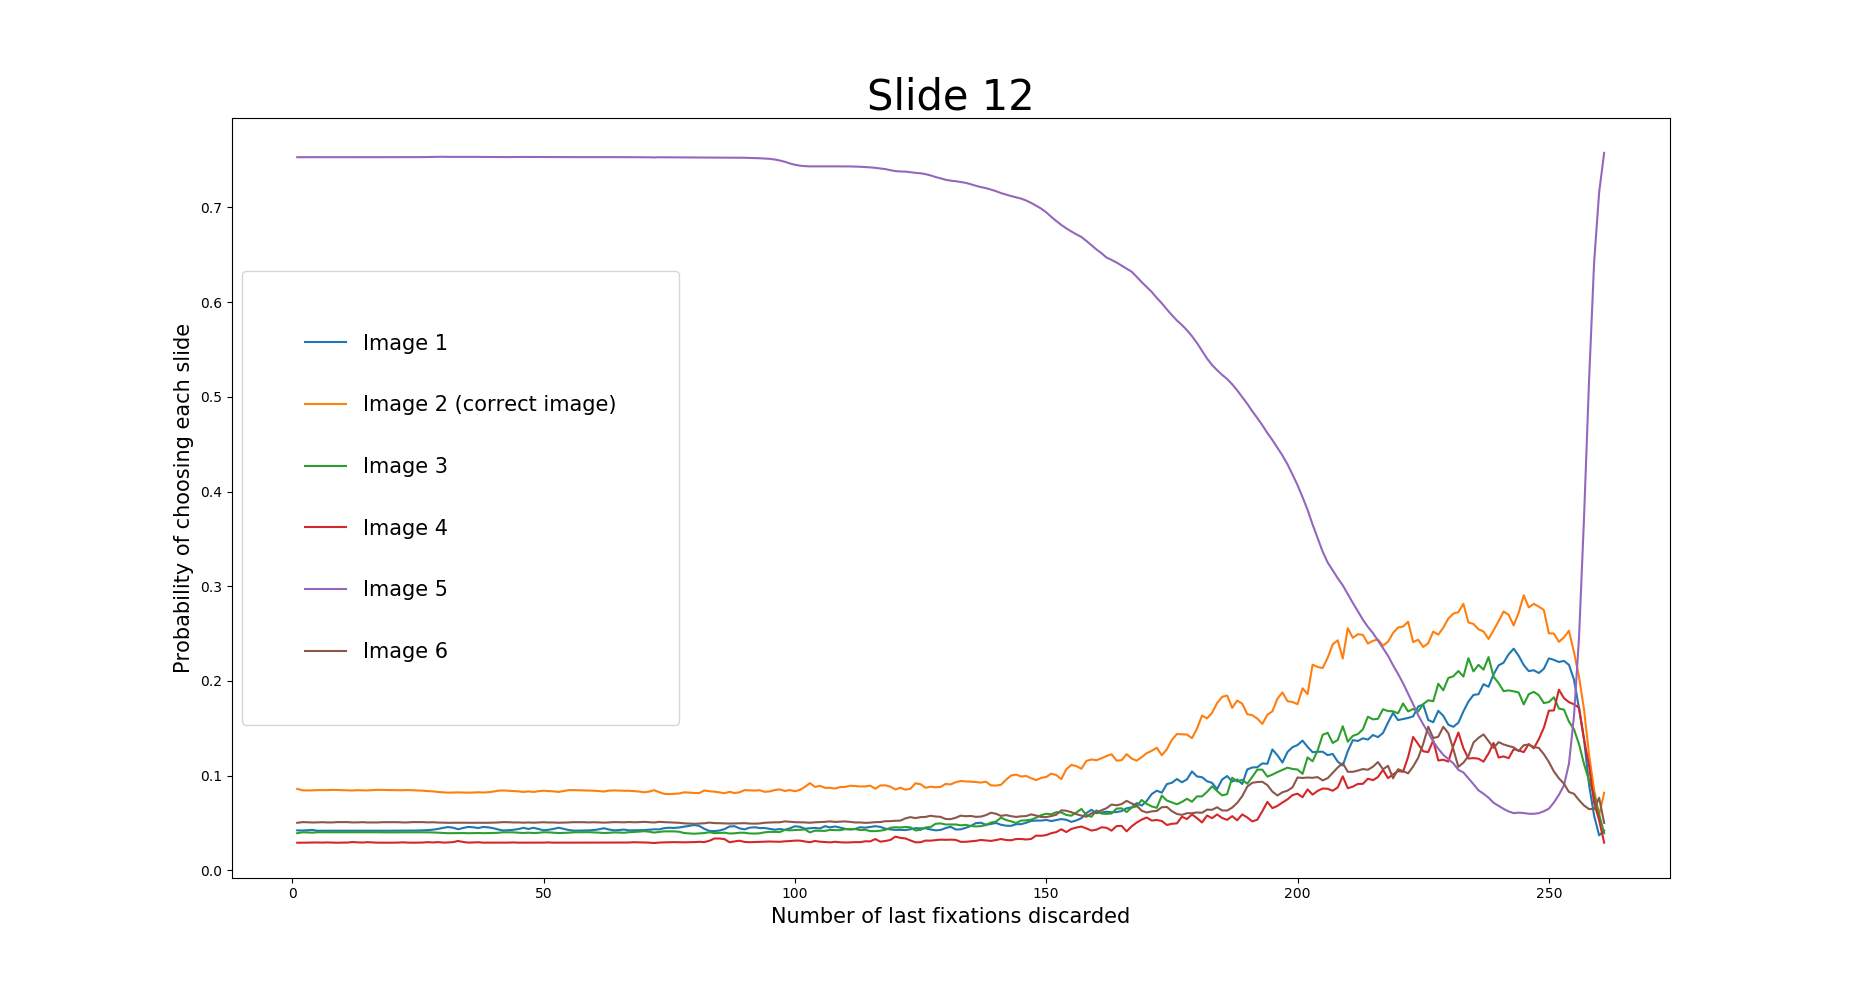 Slide 12
Probability of choosing each slide
0.7
0.6
0.5
0.4
0.3
0.2
0.1
0.0
Image 1
Image 2 (correct image)
Image 3
Image 4
Image 5
Image 6
0 50 100 150 200 250
Number of last fixations discarded